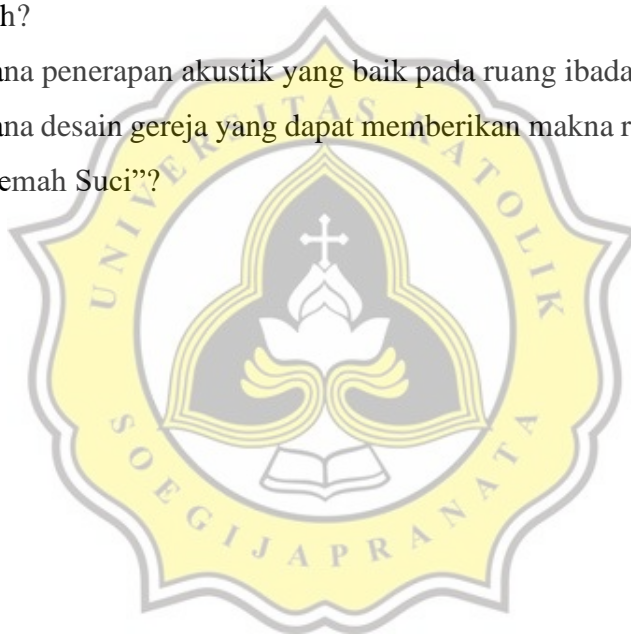 h?
ana penerapan akustik yang baik pada ruang ibada
ana desain gereja yang dapat memberikan makna r
emah Suci”?
UNIVERSITAS KATOLIK
SOEGIJAPRANATA